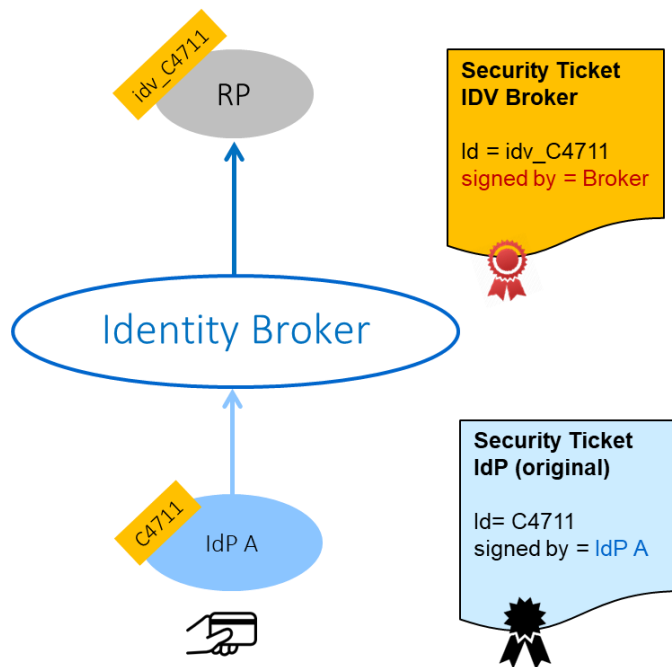 idv_C4711
RP
Security Ticket
IDV Broker
Id = idv_C4711
signed by = Broker
Identity Broker
C4711
IdP A
Security Ticket
IdP (original)
Id= C4711
signed by = IdP A